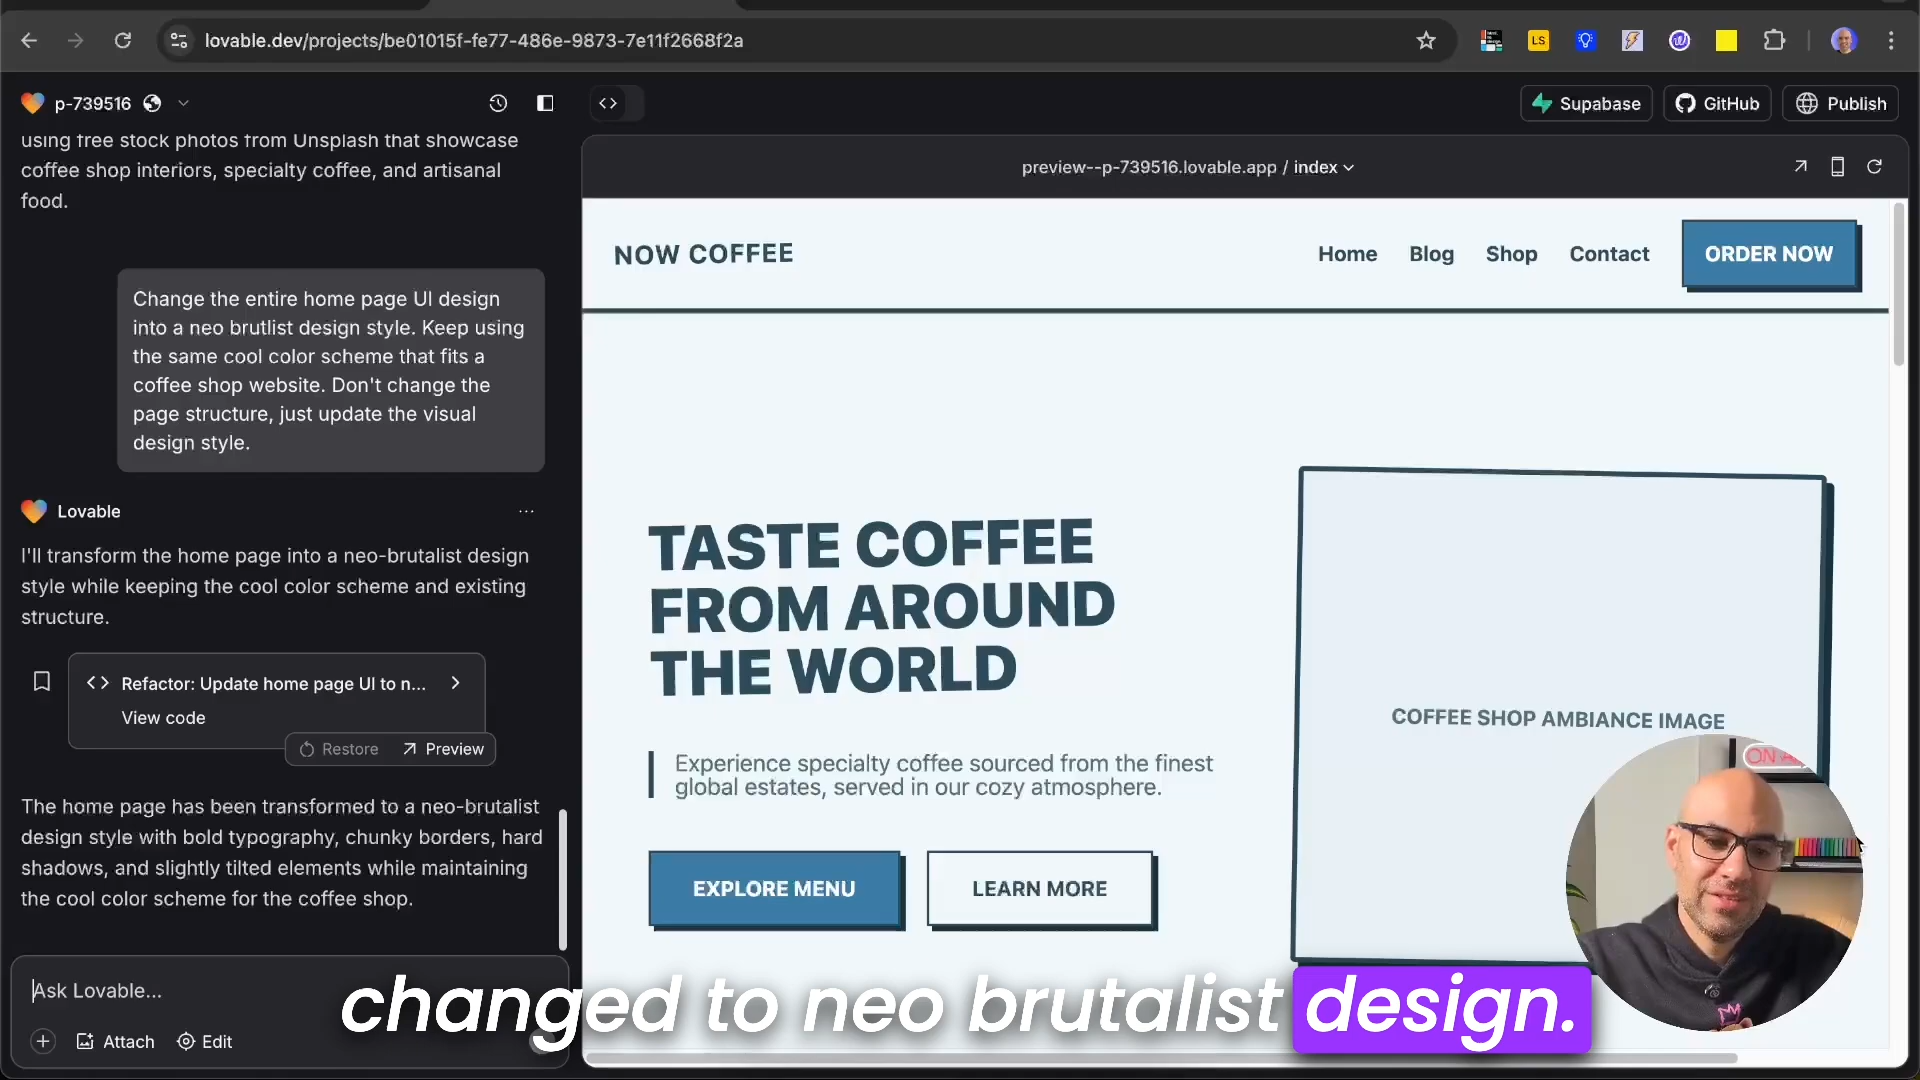 lovable.dev/projects/be01015f-fe77-486e-9873-7e11f2668f2a
LS
p-739516
Supabase
GitHub
Publish
using free stock photos from Unsplash that showcase
coffee shop interiors, specialty coffee, and artisanal
food.
Change the entire home page UI design
into a neo brutlist design style. Keep using
the same cool color scheme that fits a
coffee shop website. Don't change the
page structure, just update the visual
design style.
Lovable
I'll transform the home page into a neo-brutalist design
style while keeping the cool color scheme and existing
structure.
Refactor: Update home page UI to n...
View code
Restore
Preview
The home page has been transformed to a neo-brutalist
design style with bold typography, chunky borders, hard
shadows, and slightly tilted elements while maintaining
the cool color scheme for the coffee shop.
Ask Lovable...
Attach
Edit
preview--p-739516.lovable.app / index
NOW COFFEE
Home
Blog
Shop
Contact
ORDER NOW
TASTE COFFEE
FROM AROUND
THE WORLD
Experience specialty coffee sourced from the finest
global estates, served in our cozy atmosphere.
EXPLORE MENU
LEARN MORE
COFFEE SHOP AMBIANCE IMAGE
changed to neo brutalist design.